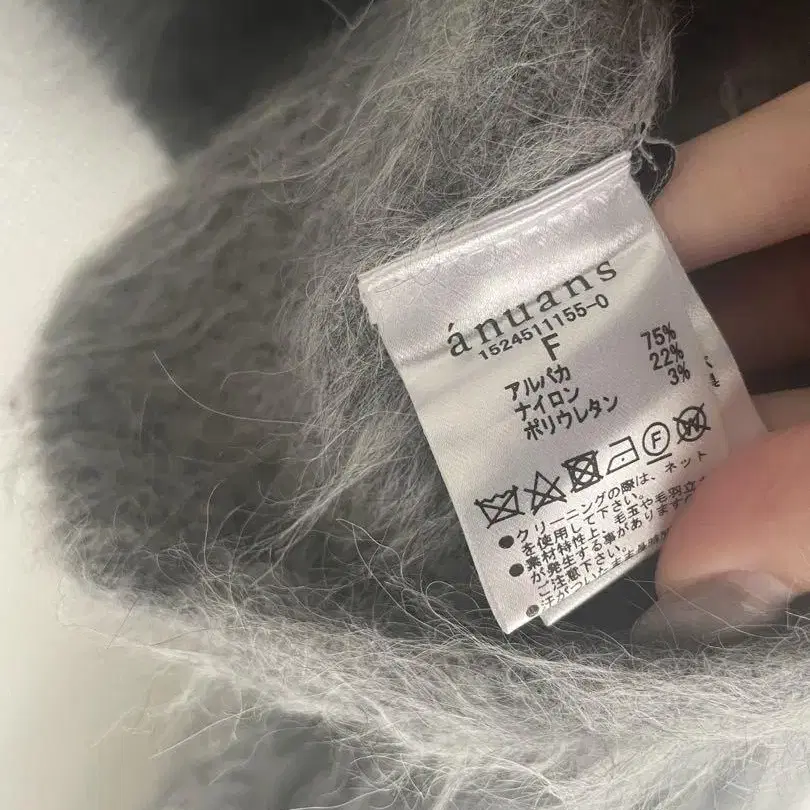 ánuans
1524511155-0
F
アルパカ 75%
ナイロン 22%
ポリウレタン 3%
F W
●クリーニングの際は、ネット
を使用して下さい。
●素材特性上、毛玉や毛羽立
が発生する事があります
ご注意下さい。